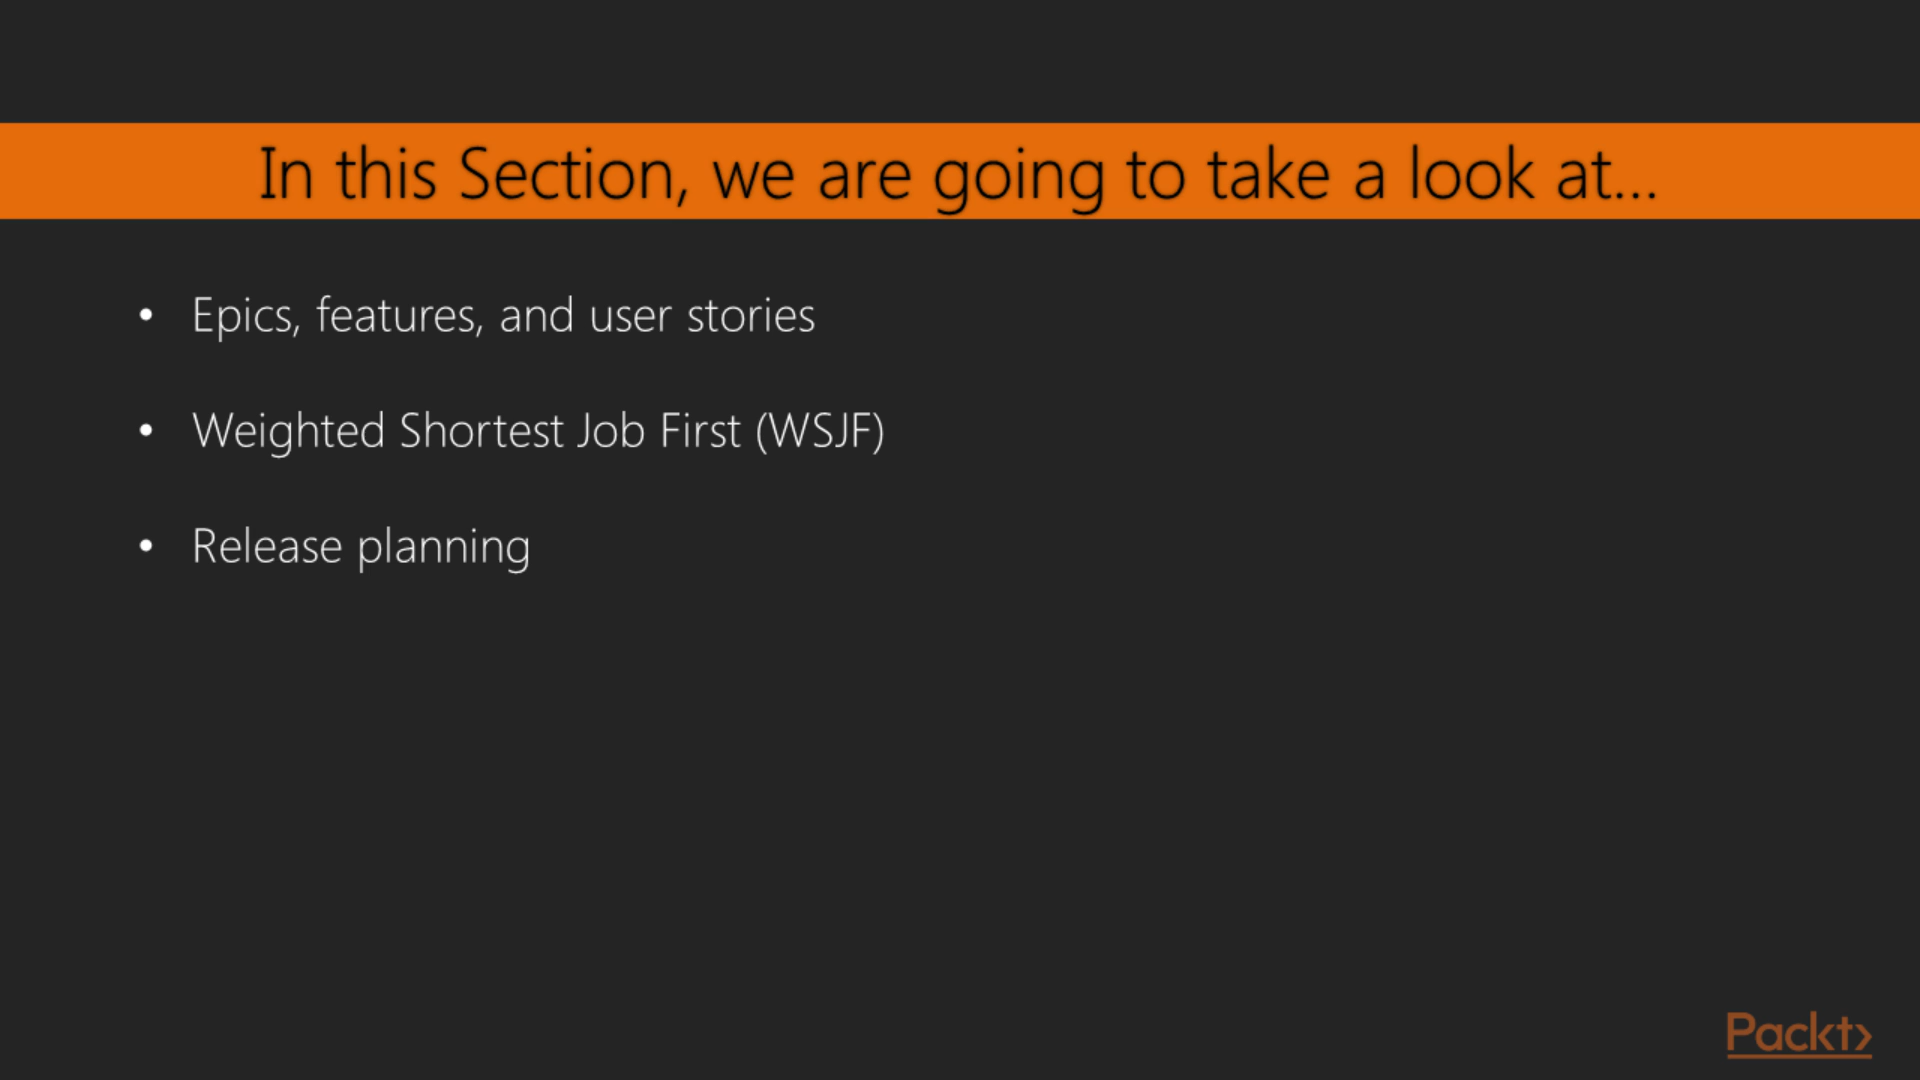 In this Section, we are going to take a look at...
• Epics, features, and user stories
• Weighted Shortest Job First (WSJF)
• Release planning
Packt>